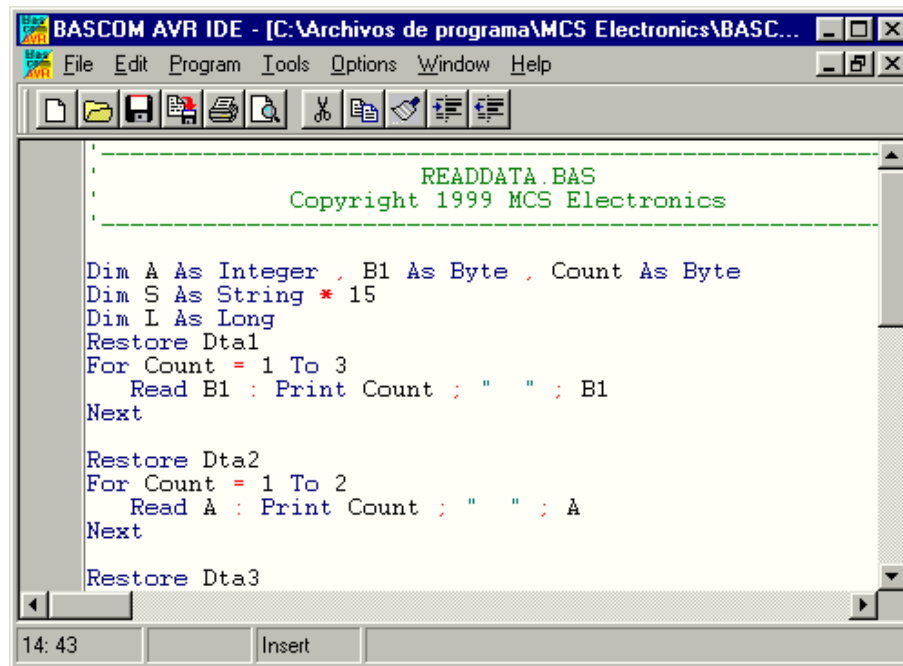 BASCOM AVR IDE - [C:\Archivos de programa\MCS Electronics\BASC...
File Edit Program Tools Options Window Help
'-----------------------------------------------------------
' READDATA.BAS
' Copyright 1999 MCS Electronics
'-----------------------------------------------------------
Dim A As Integer , B1 As Byte , Count As Byte
Dim S As String * 15
Dim L As Long
Restore Dta1
For Count = 1 To 3
   Read B1 : Print Count ; "  " ; B1
Next
Restore Dta2
For Count = 1 To 2
   Read A : Print Count ; "  " ; A
Next
Restore Dta3
14: 43 Insert